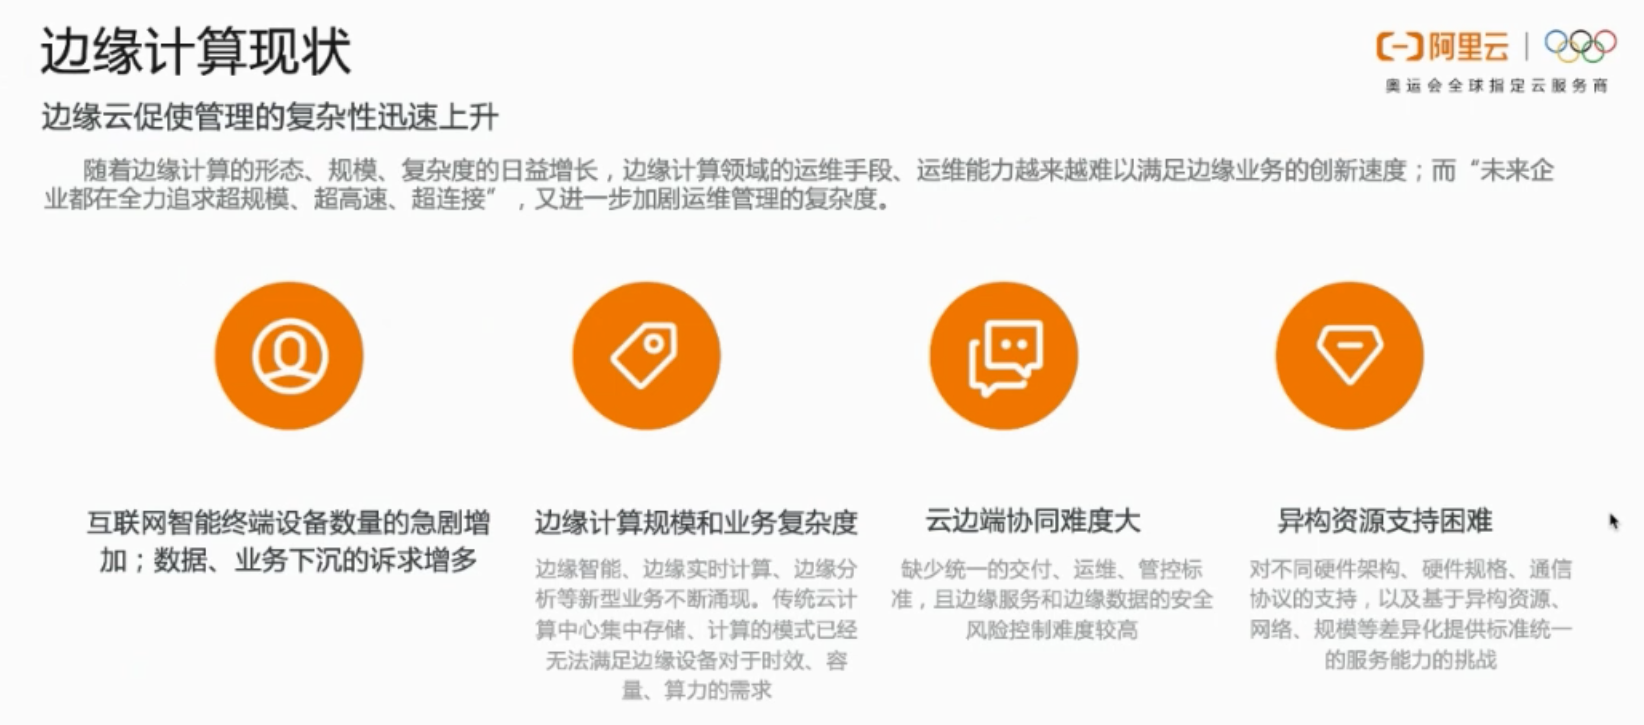 边缘计算现状
阿里云
奥运会全球指定云服务商
边缘云促使管理的复杂性迅速上升
随着边缘计算的形态、规模、复杂度的日益增长，边缘计算领域的运维手段、运维能力越来越难以满足边缘业务的创新速度；而“未来企
业都在全力追求超规模、超高速、超连接”，又进一步加剧运维管理的复杂度。
互联网智能终端设备数量的急剧增
加；数据、业务下沉的诉求增多
边缘计算规模和业务复杂度
边缘智能、边缘实时计算、边缘分
析等新型业务不断涌现。传统云计
算中心集中存储、计算的模式已经
无法满足边缘设备对于时效、容
量、算力的需求
云边端协同难度大
缺少统一的交付、运维、管控标
准，且边缘服务和边缘数据的安全
风险控制难度较高
异构资源支持困难
对不同硬件架构、硬件规格、通信
协议的支持，以及基于异构资源、
网络、规模等差异化提供标准统一
的服务能力的挑战